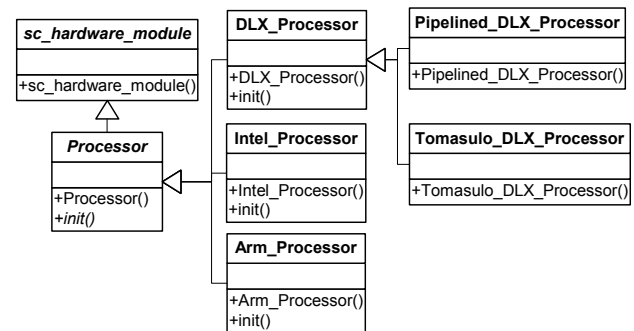 sc_hardware_module
+sc_hardware_module()
Processor
+Processor()
+init()
DLX_Processor
+DLX_Processor()
+init()
Intel_Processor
+Intel_Processor()
+init()
Arm_Processor
+Arm_Processor()
+init()
Pipelined_DLX_Processor
+Pipelined_DLX_Processor()
Tomasulo_DLX_Processor
+Tomasulo_DLX_Processor()